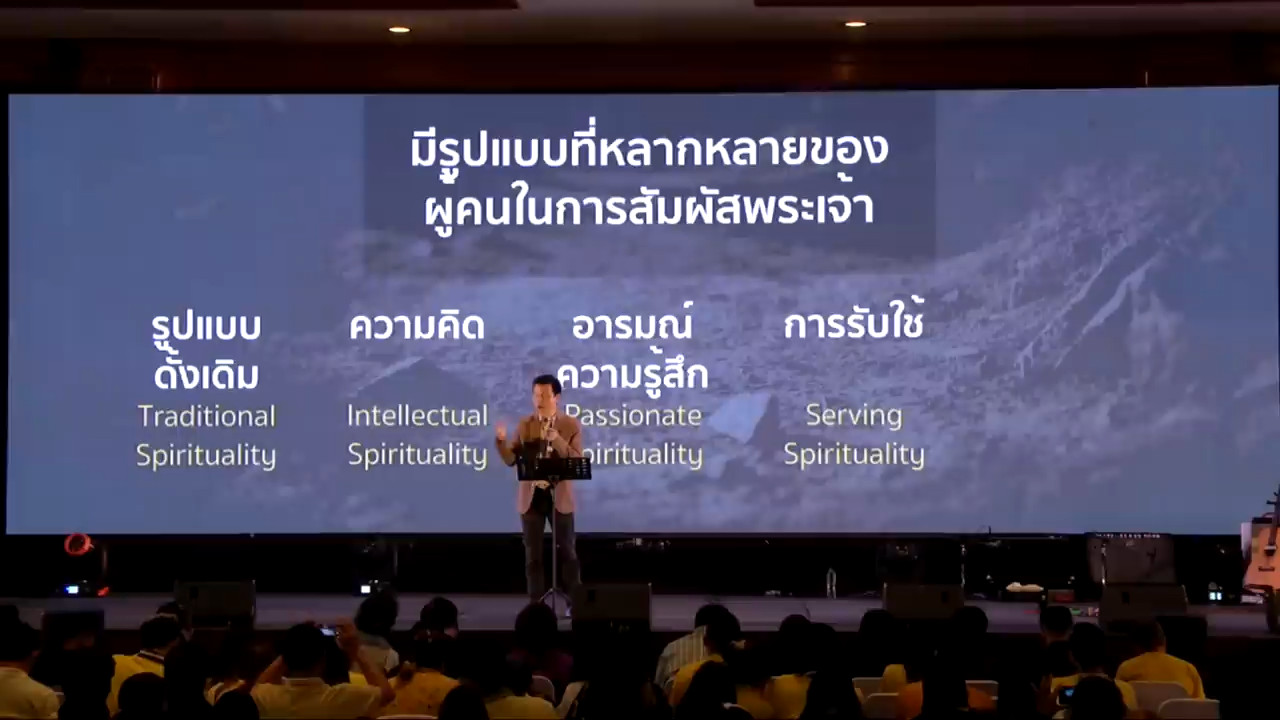 มีรูปแบบที่หลากหลายของ
ผู้คนในการสัมผัสพระเจ้า
รูปแบบ
ดั้งเดิม
Traditional
Spirituality
ความคิด
Intellectual
Spirituality
อารมณ์
ความรู้สึก
Passionate
Spirituality
การรับใช้
Serving
Spirituality